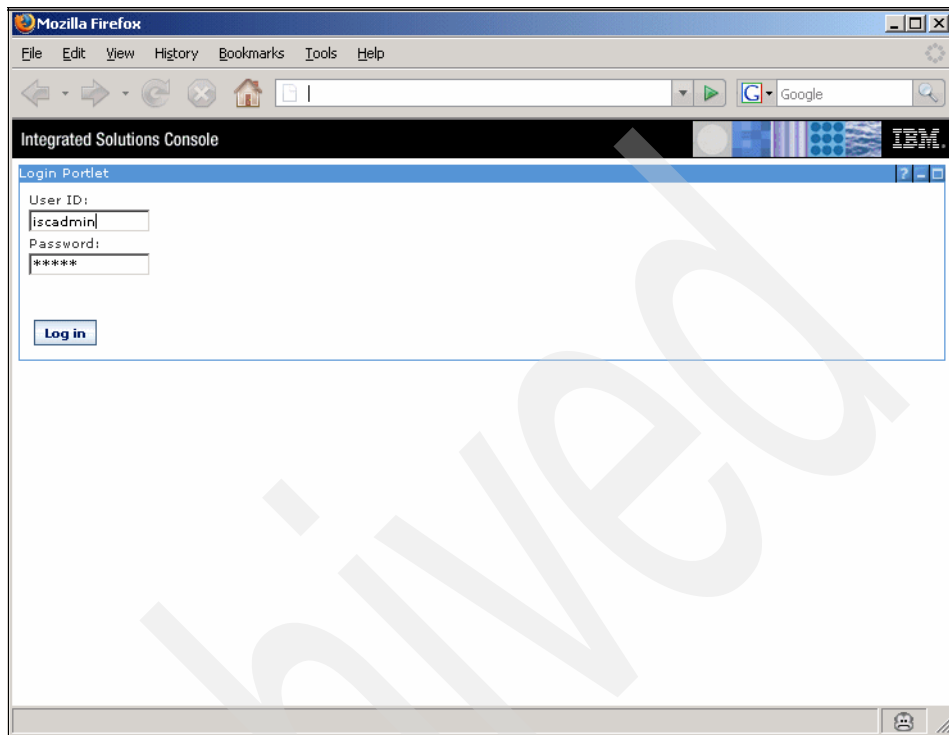 Mozilla Firefox
File Edit View History Bookmarks Tools Help
G Google
Integrated Solutions Console IBM.
Login Portlet ?
User ID:
iscadmin
Password:
*****
Log in
hived